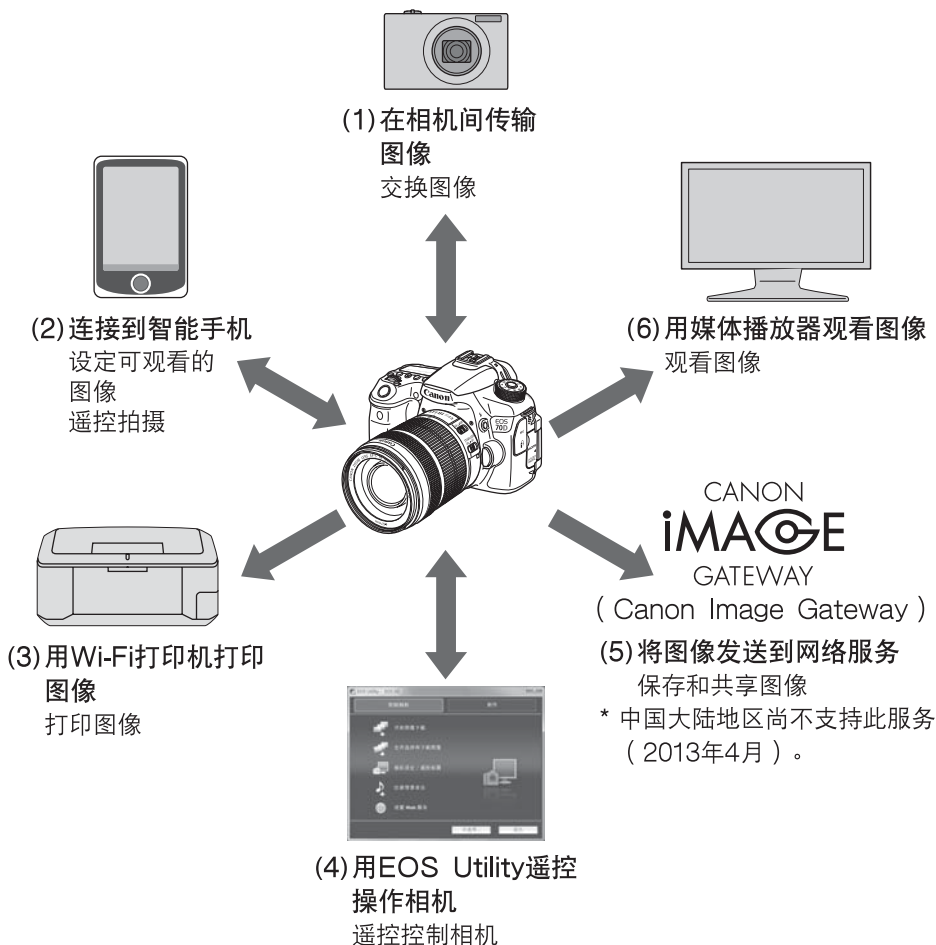 (1)在相机间传输
图像
交换图像
(2)连接到智能手机
设定可观看的
图像
遥控拍摄
(6)用媒体播放器观看图像
观看图像
Canon
EOS
70D
CANON
iMAGE
GATEWAY
(Canon Image Gateway)
(3)用Wi-Fi打印机打印
图像
打印图像
(5)将图像发送到网络服务
保存和共享图像
* 中国大陆地区尚不支持此服务
(2013年4月)。
(4)用EOS Utility遥控
操作相机
遥控控制相机